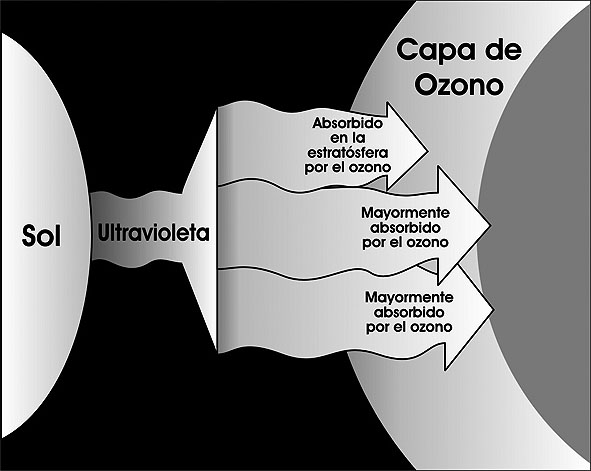 Capa de
Ozono
Absorbido
en la
estratósfera
por el ozono
Sol
Ultravioleta
Mayormente
absorbido
por el ozono
Mayormente
absorbido
por el ozono